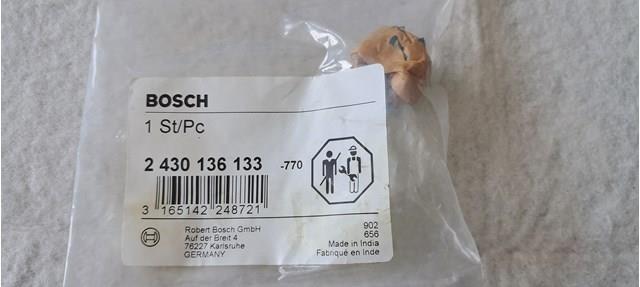 BOSCH
1 St/Pc
2 430 136 133 -770
3 165142 248721
Robert Bosch GmbH
Auf der Breit 4
76227 Karlsruhe
GERMANY
902
656
Made in India
Fabriqué en Inde